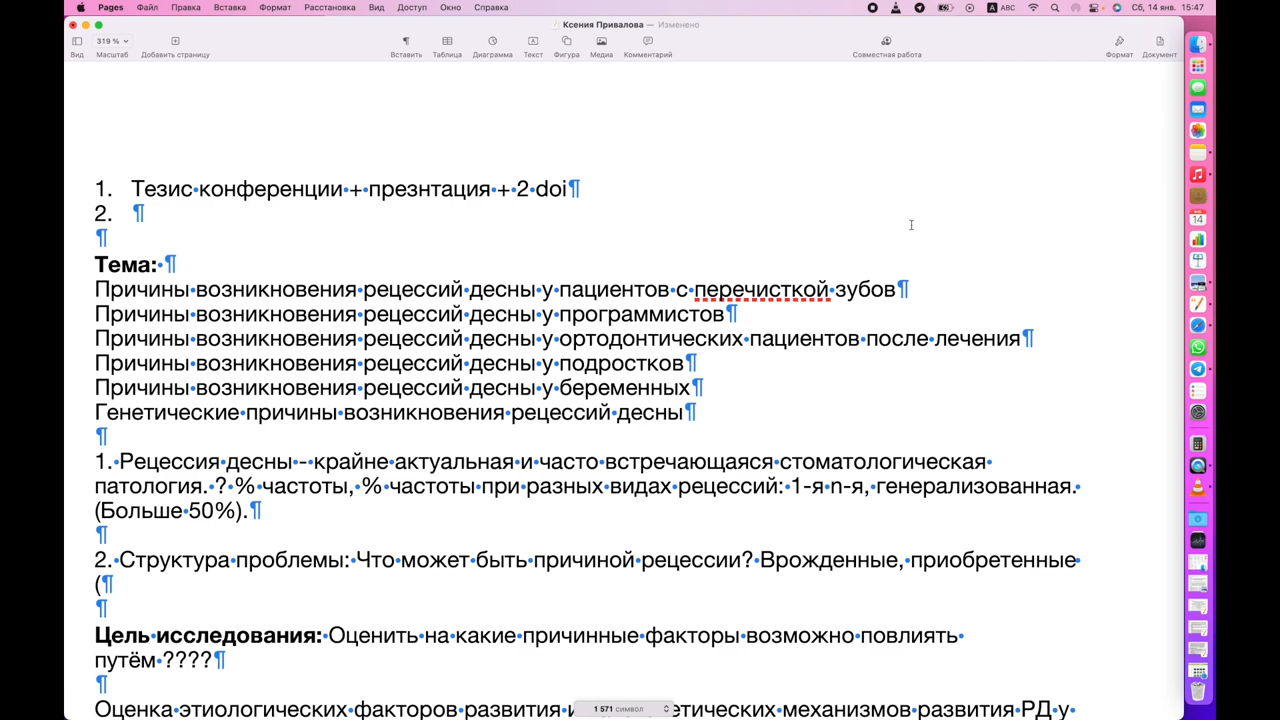 Pages Файл Правка Вставка Формат Расстановка Вид Доступ Окно Справка АВС Сб, 14 янв. 15:47
Ксения Привалова — Изменено
319 %
Вид Масштаб Добавить страницу Вставить Таблица Диаграмма Текст Фигура Медиа Комментарий Совместная работа Формат Документ
1. Тезис конференции + презнтация + 2 doi
2.
Тема:
Причины возникновения рецессий десны у пациентов с перечисткой зубов
Причины возникновения рецессий десны у программистов
Причины возникновения рецессий десны у ортодонтических пациентов после лечения
Причины возникновения рецессий десны у подростков
Причины возникновения рецессий десны у беременных
Генетические причины возникновения рецессий десны
1. Рецессия десны - крайне актуальная и часто встречающаяся стоматологическая
патология. ? % частоты, % частоты при разных видах рецессий: 1-я n-я, генерализованная.
(Больше 50%).
2. Структура проблемы: Что может быть причиной рецессии? Врожденные, приобретенные
(
Цель исследования: Оценить на какие причинные факторы возможно повлиять
путём ????
Оценка этиологических факторов развития механизмов развития РД у
1 571 символ
14